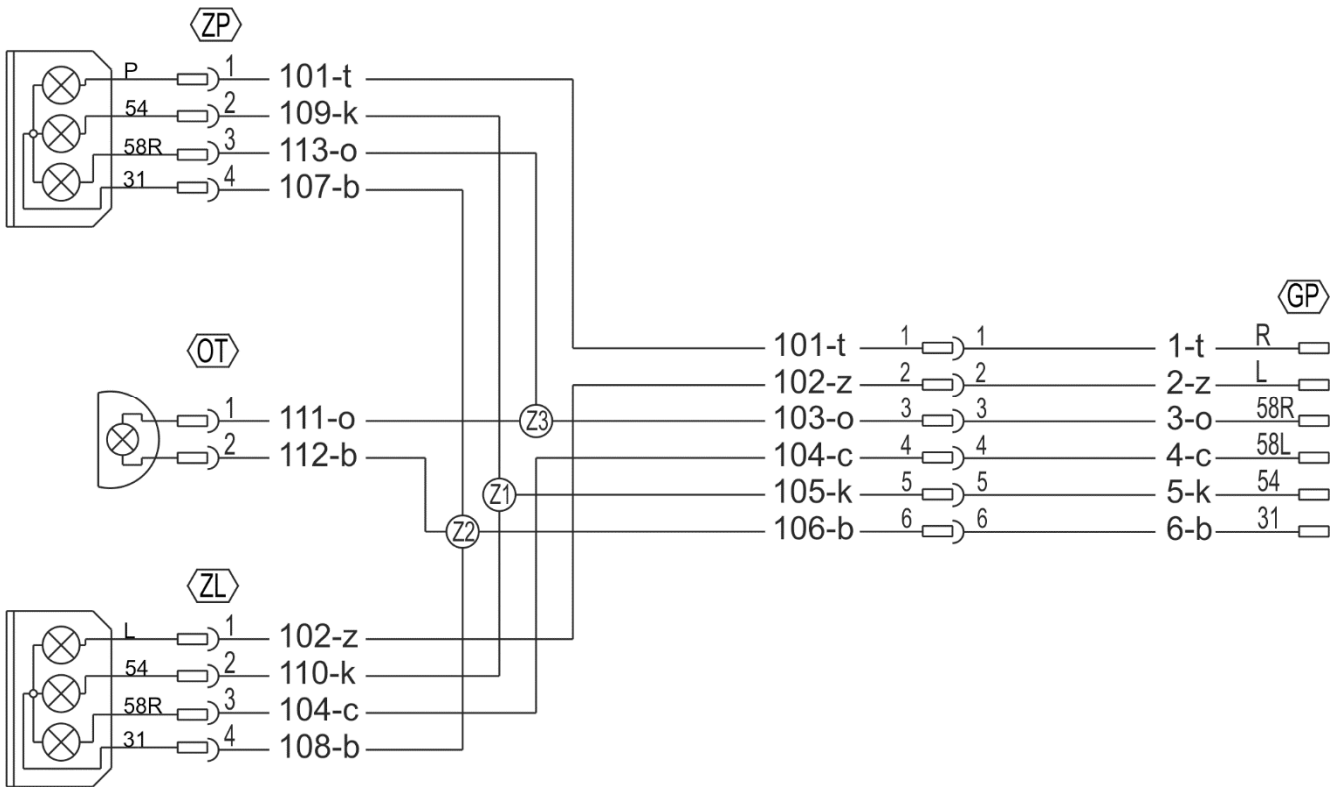 ZP
P 1 101-t
54 2 109-k
58R 3 113-o
31 4 107-b
GP
OT
101-t 1 1 1-t R
102-z 2 2 2-z L
1 111-o Z3 103-o 3 3 3-o 58R
2 112-b 104-c 4 4 4-c 58L
Z1 105-k 5 5 5-k 54
Z2 106-b 6 6 6-b 31
ZL
L 1 102-z
54 2 110-k
58R 3 104-c
31 4 108-b